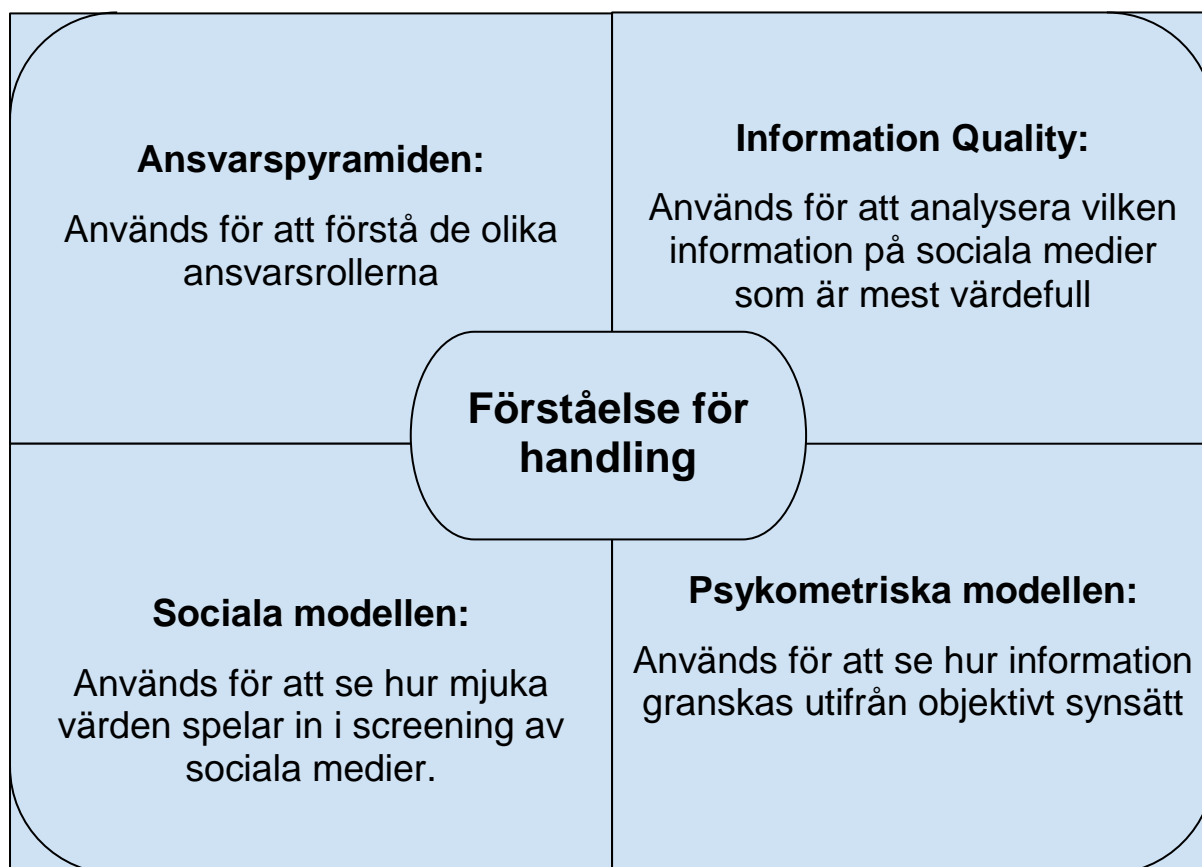 Ansvarspyramiden:
Används för att förstå de olika
ansvarsrollerna
Information Quality:
Används för att analysera vilken
information på sociala medier
som är mest värdefull
Förståelse för
handling
Sociala modellen:
Används för att se hur mjuka
värden spelar in i screening av
sociala medier.
Psykometriska modellen:
Används för att se hur information
granskas utifrån objektivt synsätt